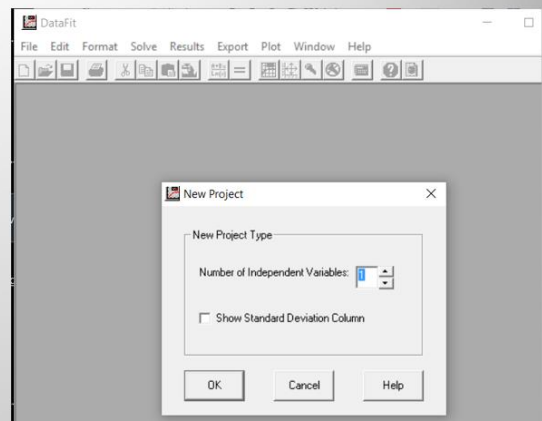 DataFit
File Edit Format Solve Results Export Plot Window Help
New Project
New Project Type
Number of Independent Variables: 1
Show Standard Deviation Column
OK Cancel Help